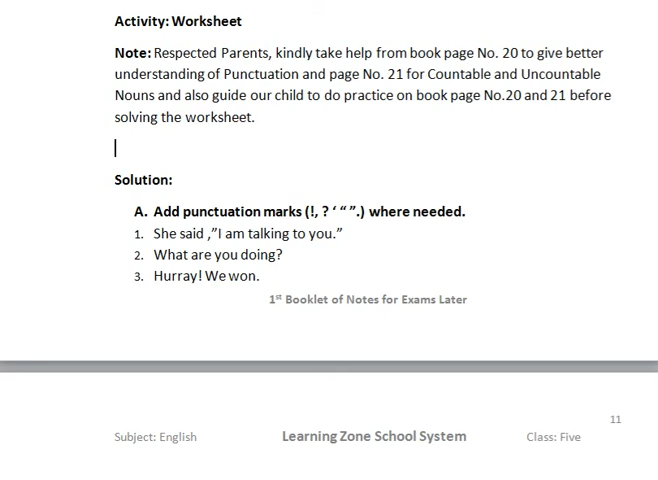 Activity: Worksheet
Note: Respected Parents, kindly take help from book page No. 20 to give better
understanding of Punctuation and page No. 21 for Countable and Uncountable
Nouns and also guide our child to do practice on book page No.20 and 21 before
solving the worksheet.
Solution:
A. Add punctuation marks (!, ? ‘ “ ”.) where needed.
1. She said ,”I am talking to you.”
2. What are you doing?
3. Hurray! We won.
1st Booklet of Notes for Exams Later
11
Subject: English Learning Zone School System Class: Five